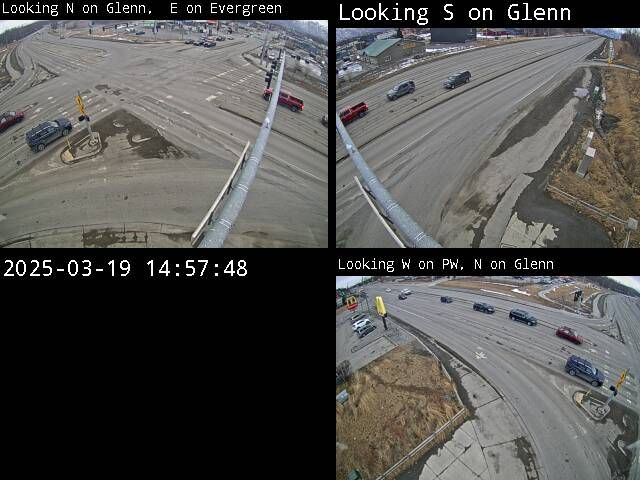 Looking N on Glenn,  E on Evergreen
Looking S on Glenn
2025-03-19 14:57:48
Looking W on PW, N on Glenn